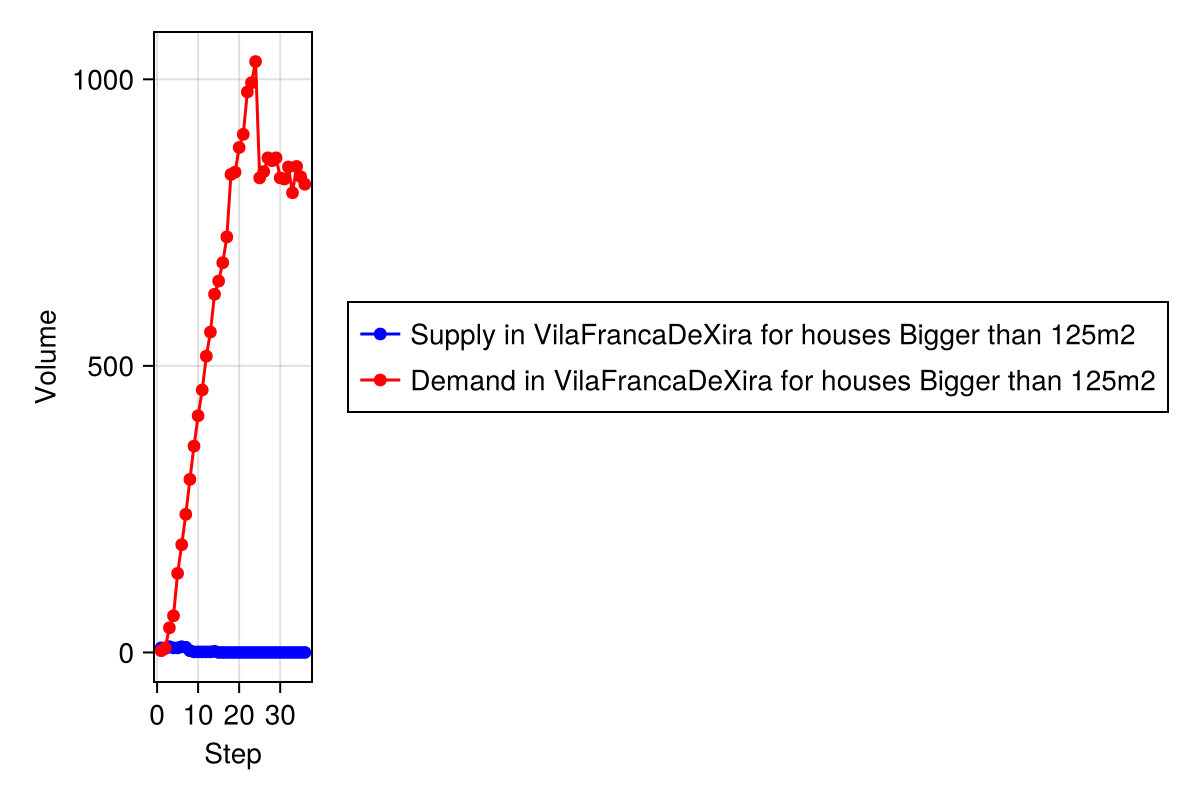 1000
500
0
Volume
0 10 20 30
Step
Supply in VilaFrancaDeXira for houses Bigger than 125m2
Demand in VilaFrancaDeXira for houses Bigger than 125m2